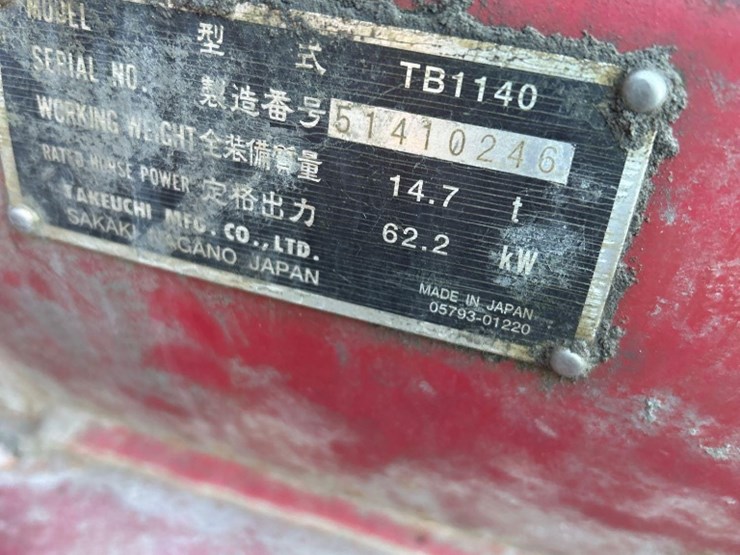 MODEL 型 式 TB1140
SERIAL NO. 製造番号 51410246
WORKING WEIGHT 全装備質量 14.7 t
RATED HORSE POWER 定格出力 62.2 kW
TAKEUCHI MFG. CO., LTD.
SAKAKI NAGANO JAPAN
MADE IN JAPAN
05793-01220